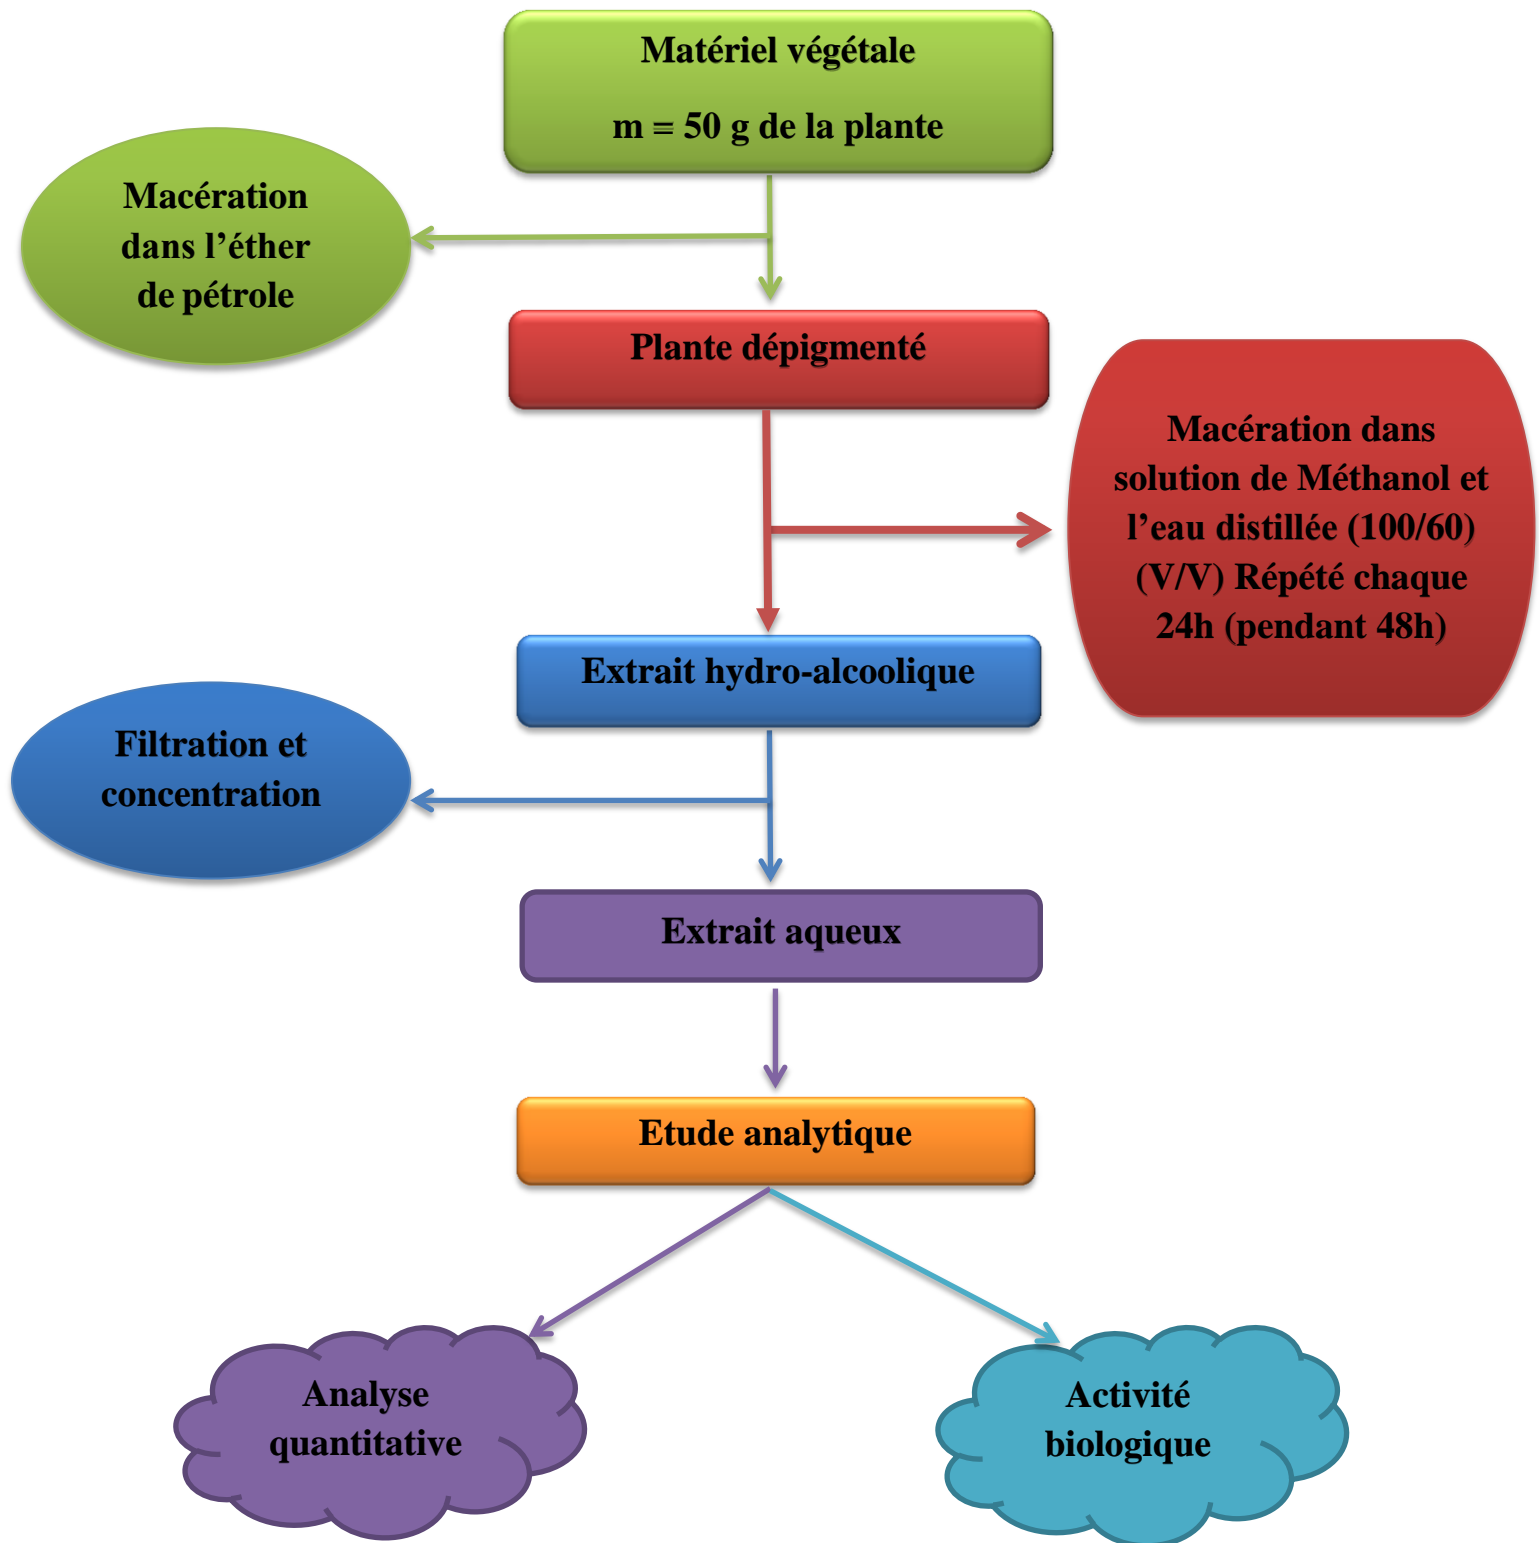 Matériel végétale
m ≡ 50 g de la plante
Macération
dans l’éther
de pétrole
Plante dépigmenté
Macération dans
solution de Méthanol et
l’eau distillée (100/60)
(V/V) Répété chaque
24h (pendant 48h)
Extrait hydro-alcoolique
Filtration et
concentration
Extrait aqueux
Etude analytique
Analyse
quantitative
Activité
biologique